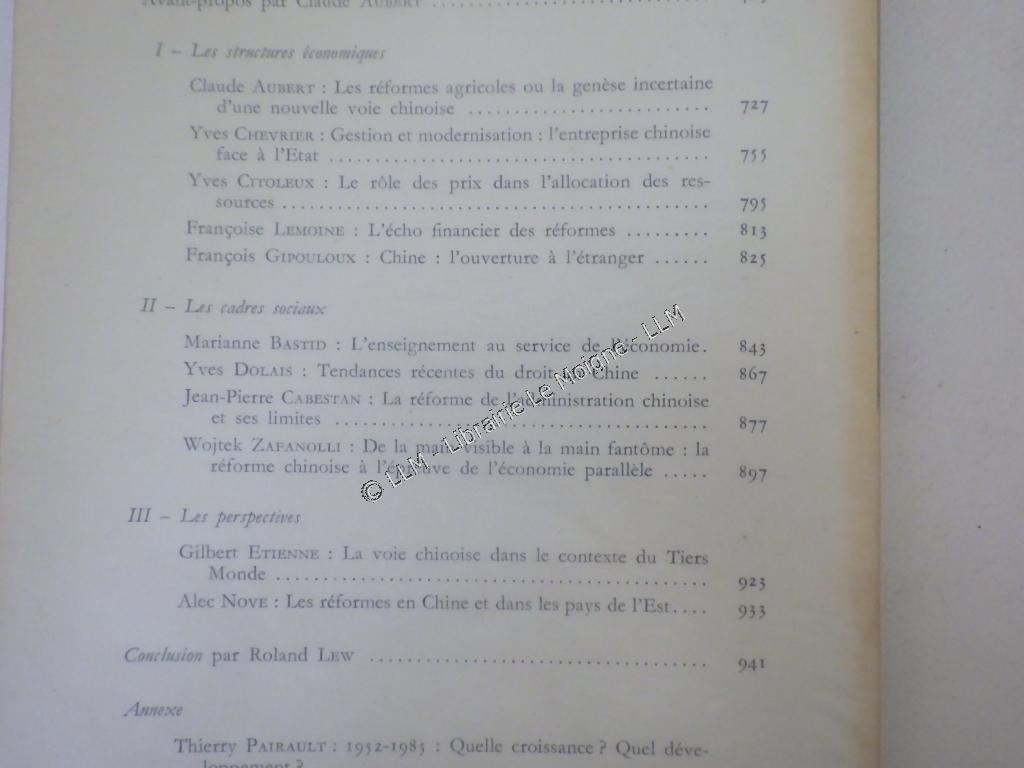 Avant-propos par Claude AUBERT
I – Les structures économiques
Claude AUBERT : Les réformes agricoles ou la genèse incertaine
d'une nouvelle voie chinoise ........................ 727
Yves CHEVRIER : Gestion et modernisation : l'entreprise chinoise
face à l'Etat ........................ 755
Yves CITOLEUX : Le rôle des prix dans l'allocation des res-
sources ........................ 795
Françoise LEMOINE : L'écho financier des réformes ......... 813
François GIPOULOUX : Chine : l'ouverture à l'étranger ...... 825
II – Les cadres sociaux
Marianne BASTID : L'enseignement au service de l'économie. 843
Yves DOLAIS : Tendances récentes du droit en Chine ...... 867
Jean-Pierre CABESTAN : La réforme de l'administration chinoise
et ses limites ........................ 877
Wojtek ZAFANOLLI : De la main visible à la main fantôme : la
réforme chinoise à l'épreuve de l'économie parallèle ..... 897
III – Les perspectives
Gilbert ETIENNE : La voie chinoise dans le contexte du Tiers
Monde ........................ 923
Alec NOVE : Les réformes en Chine et dans les pays de l'Est.... 933
Conclusion par Roland LEW ........................ 941
Annexe
Thierry PAIRAULT : 1952-1985 : Quelle croissance ? Quel déve-
loppement ?
© LLM - Librairie Le Moigne - LLM